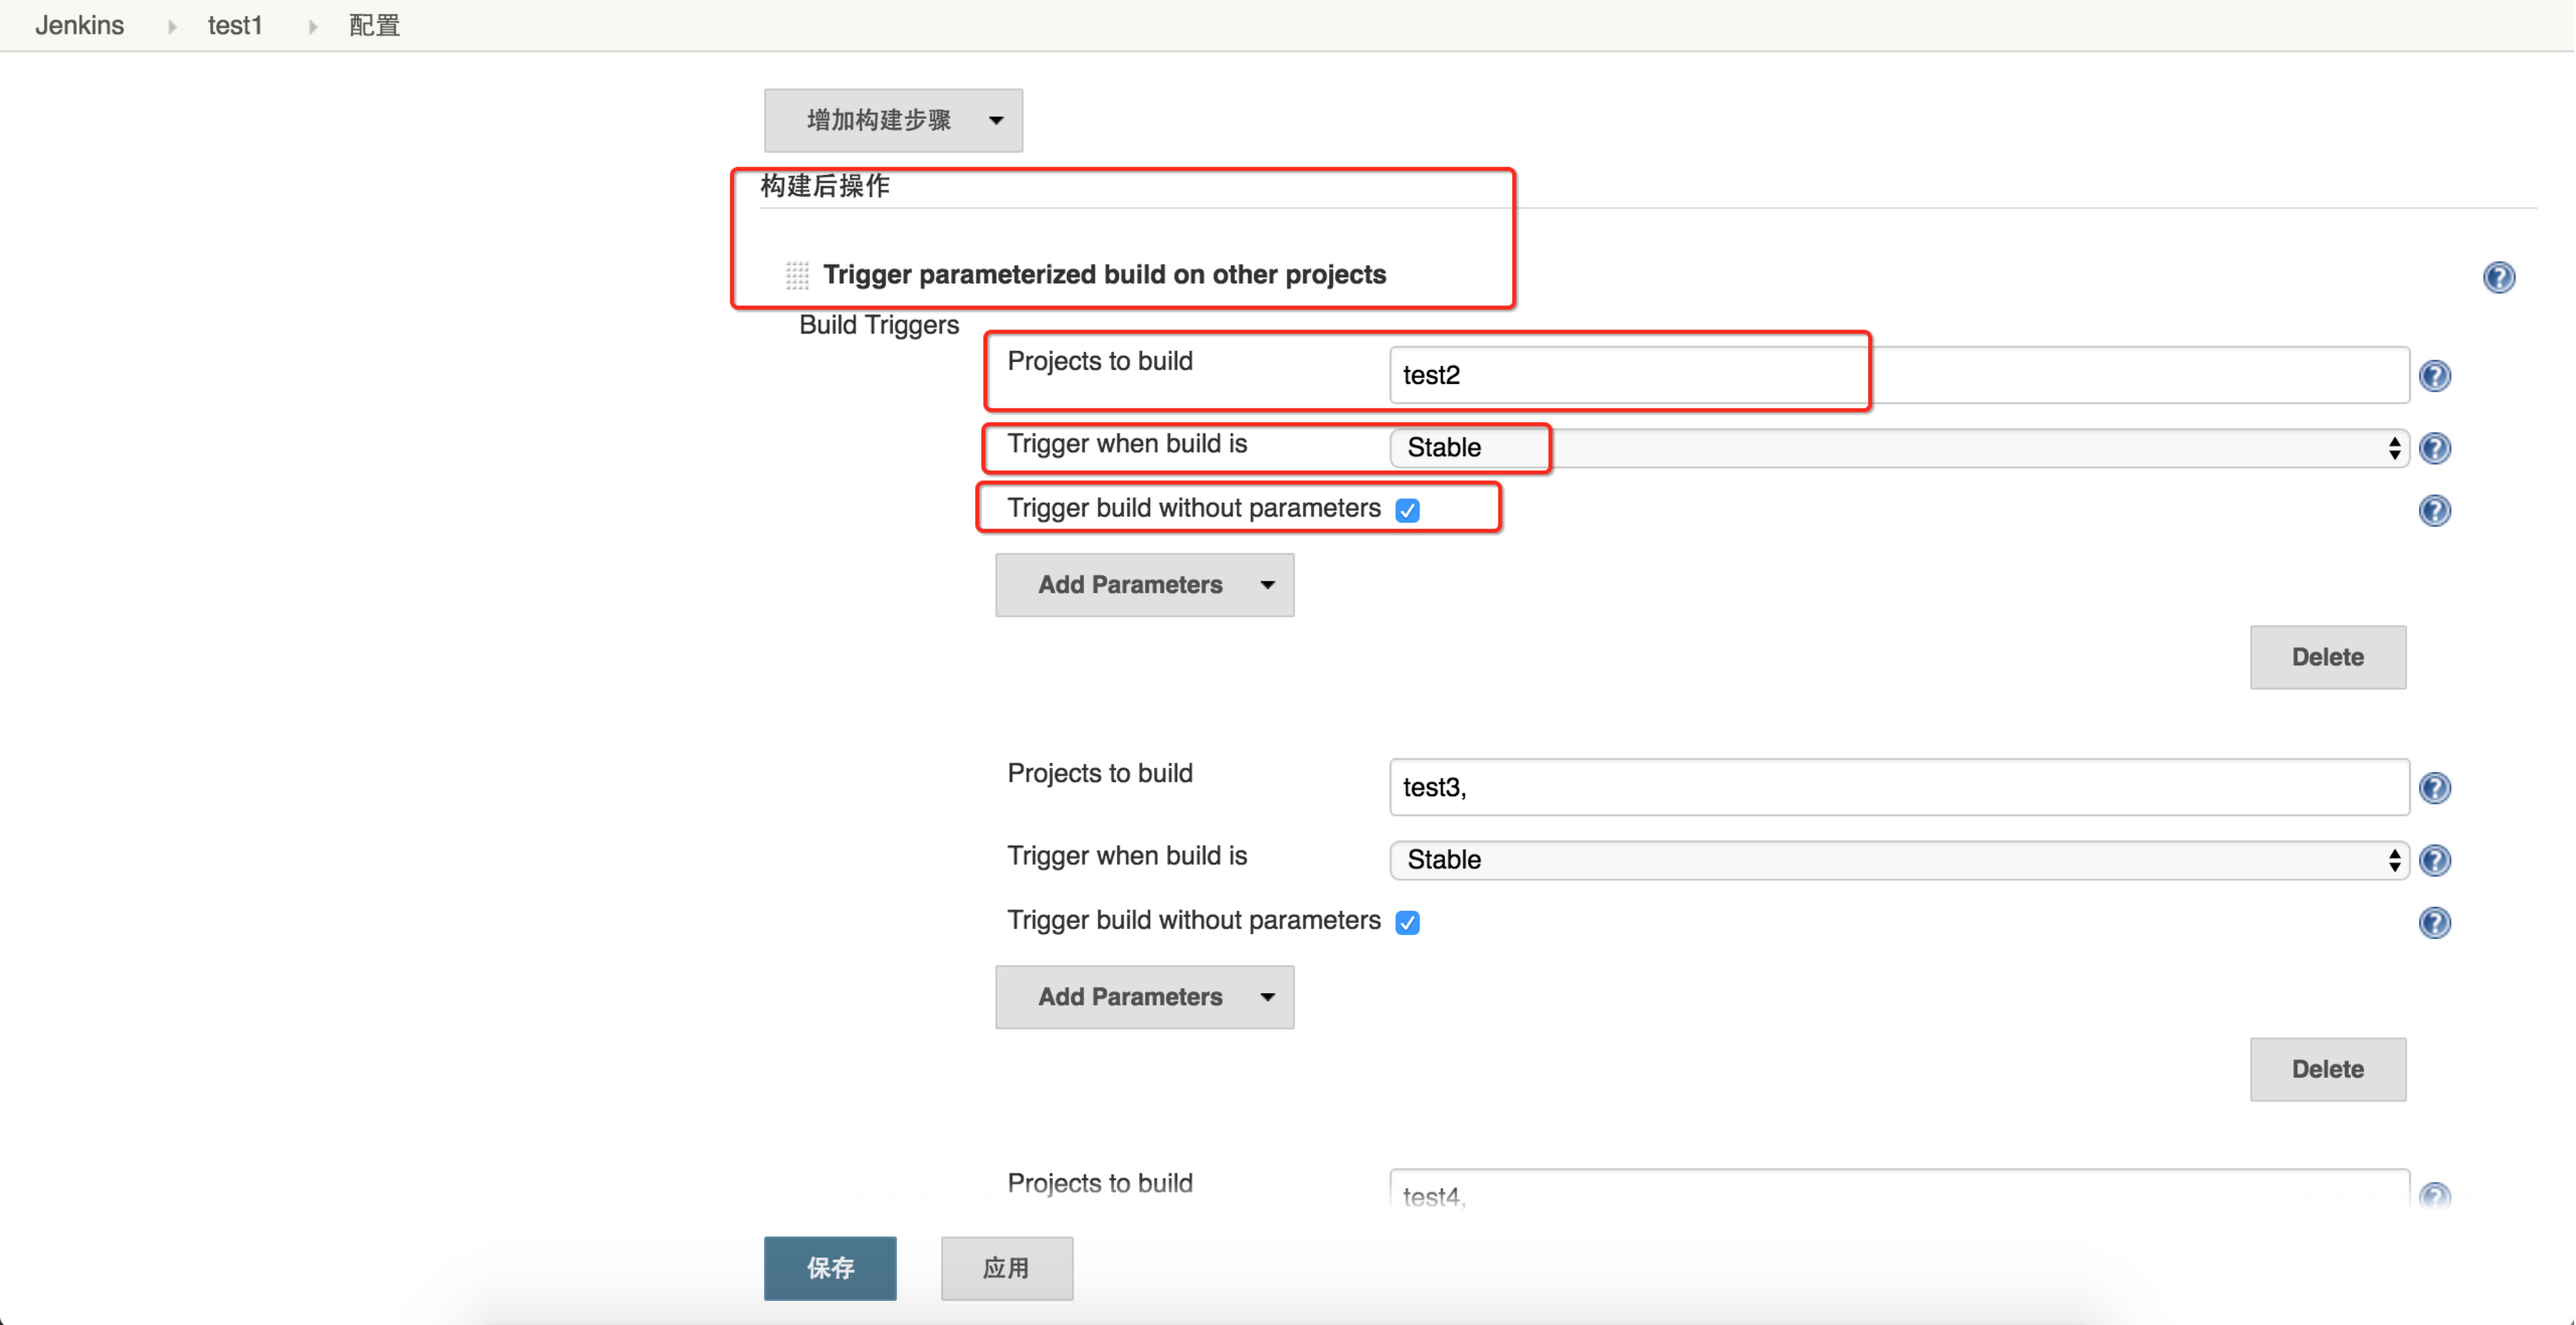 Jenkins test1 配置
增加构建步骤
构建后操作
Trigger parameterized build on other projects
Build Triggers
Projects to build test2
Trigger when build is Stable
Trigger build without parameters
Add Parameters
Delete
Projects to build test3,
Trigger when build is Stable
Trigger build without parameters
Add Parameters
Delete
Projects to build test4,
保存 应用